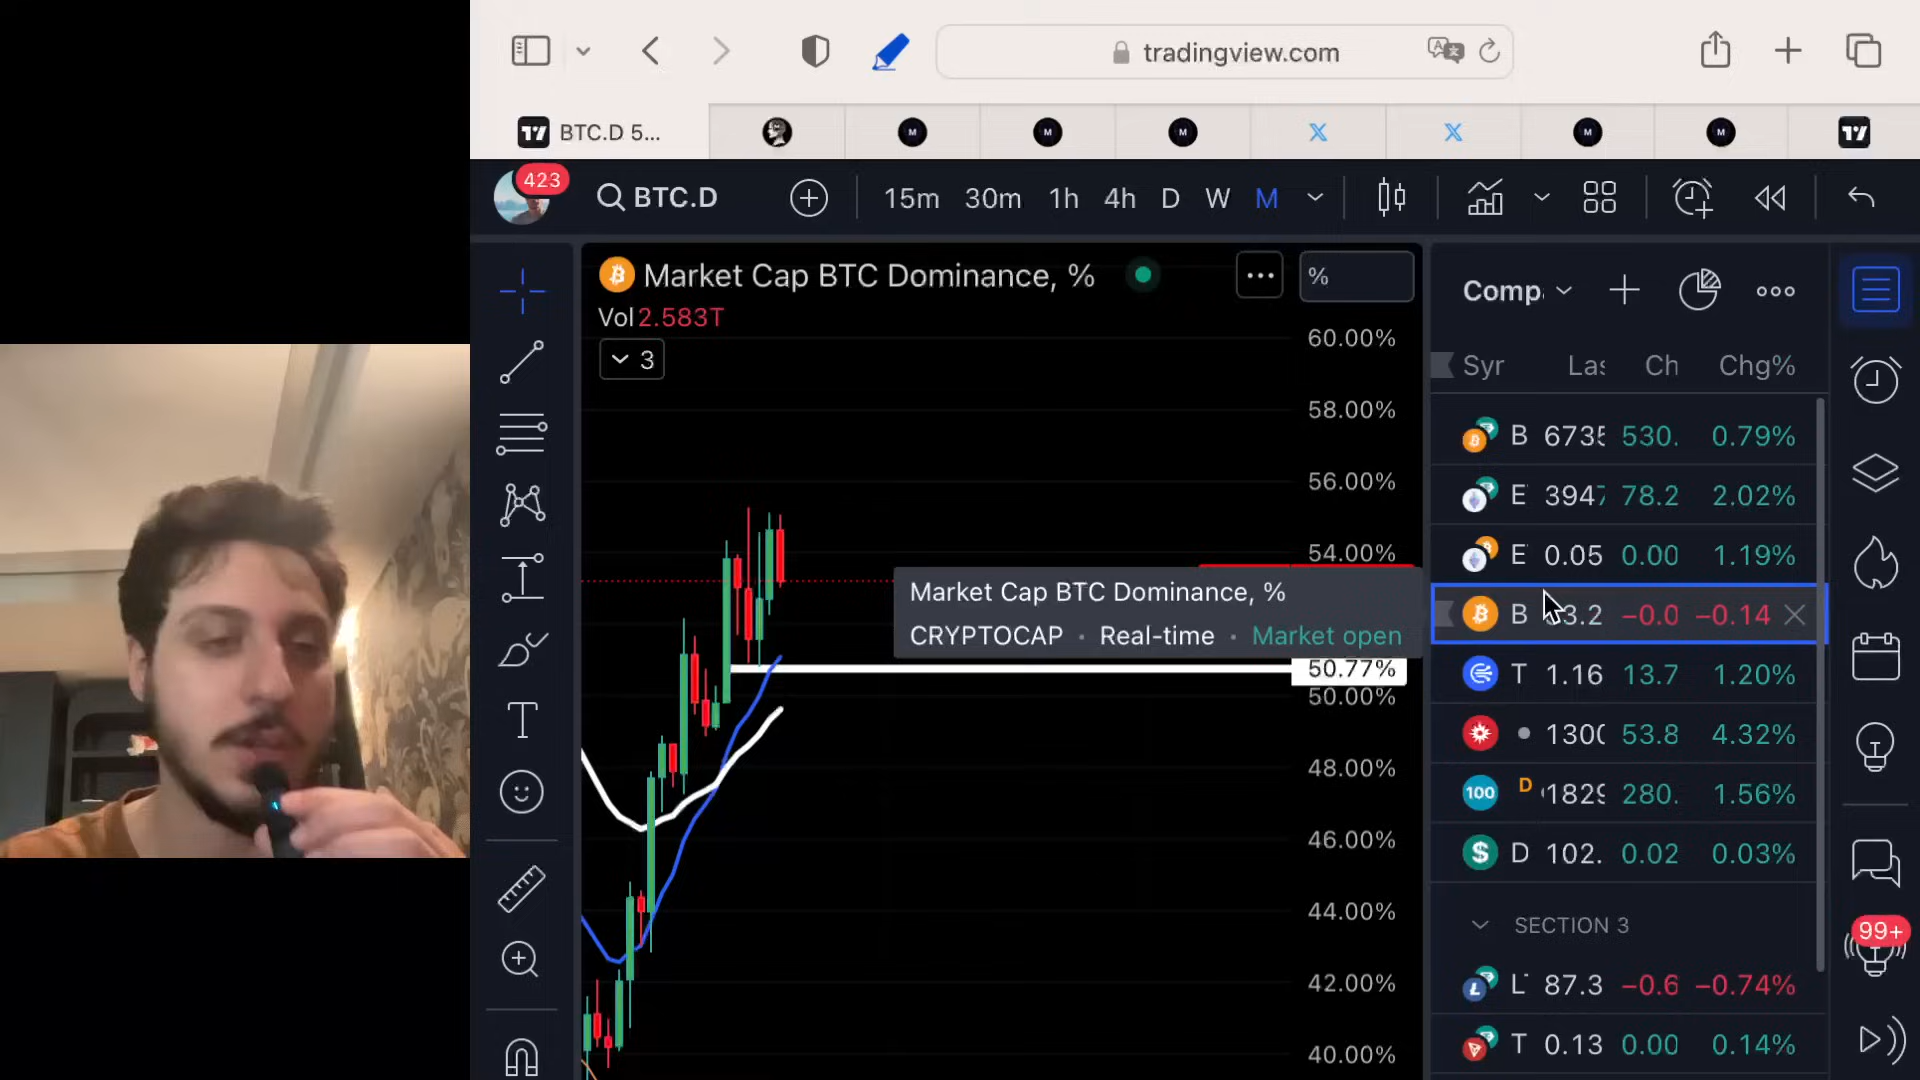 tradingview.com
BTC.D 5...
423
BTC.D
15m 30m 1h 4h D W M
Market Cap BTC Dominance, %
%
Vol 2.583T
3
60.00%
58.00%
56.00%
54.00%
Market Cap BTC Dominance, %
CRYPTOCAP · Real-time · Market open
50.77%
50.00%
48.00%
46.00%
44.00%
42.00%
40.00%
Comp
Syr Las Ch Chg%
B 6735 530. 0.79%
E 3947 78.2 2.02%
E 0.05 0.00 1.19%
B 3.2 −0.0 −0.14
T 1.16 13.7 1.20%
1300 53.8 4.32%
100 D 1829 280. 1.56%
D 102. 0.02 0.03%
SECTION 3
L 87.3 −0.6 −0.74%
T 0.13 0.00 0.14%
99+